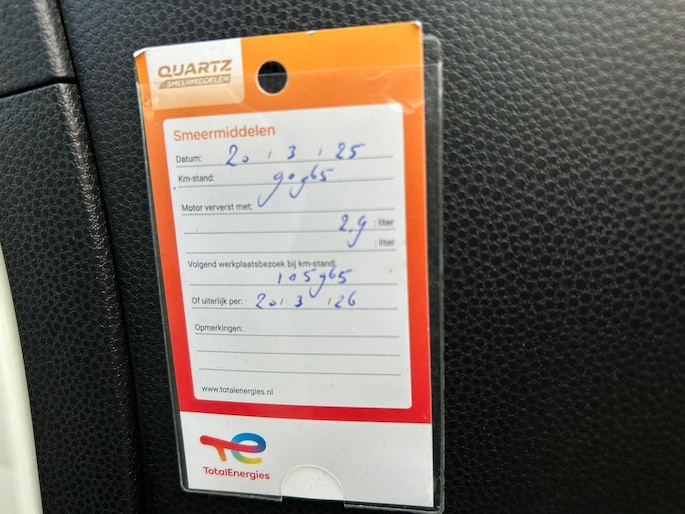 QUARTZ
SMEERMIDDELEN
Smeermiddelen
Datum: 20 / 3 / 25
Km-stand: 90965
Motor ververst met:
2,9 : liter
: liter
Volgend werkplaatsbezoek bij km-stand:
105965
Of uiterlijk per: 20 / 3 / 26
Opmerkingen:
www.totalenergies.nl
TotalEnergies